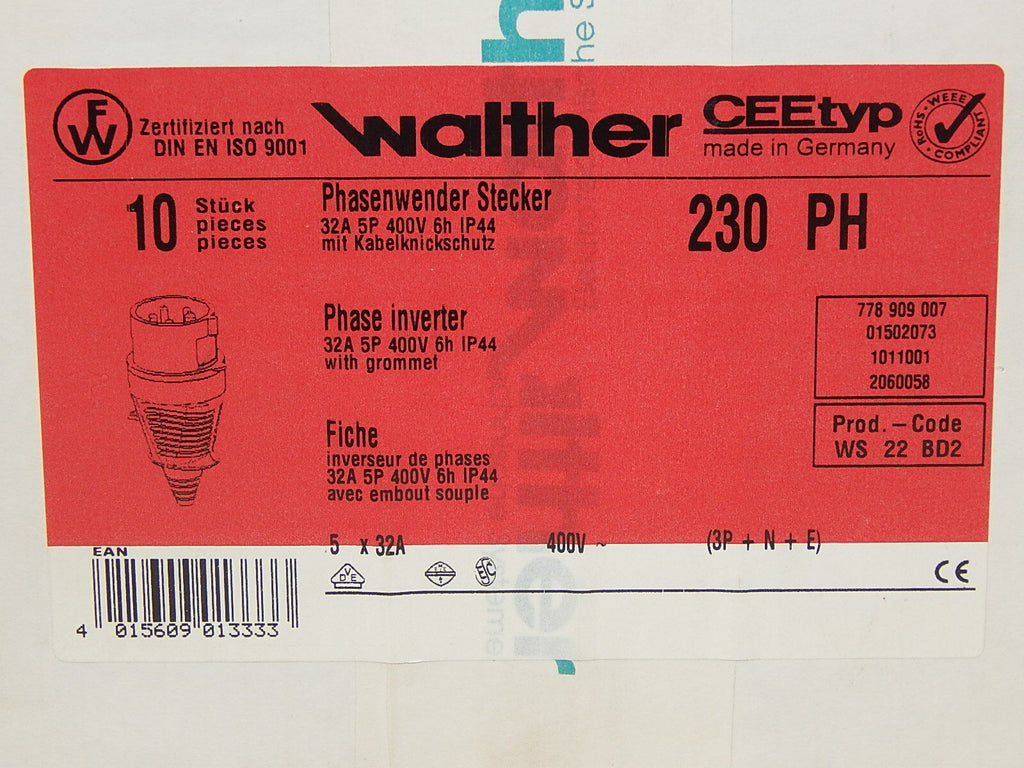 FW
Zertifiziert nach
DIN EN ISO 9001
Walther
CEEtyp
made in Germany
WEEE
RoHS
COMPLIANT
10 Stück
pieces
pieces
Phasenwender Stecker
32A 5P 400V 6h IP44
mit Kabelknickschutz
230 PH
Phase inverter
32A 5P 400V 6h IP44
with grommet
778 909 007
01502073
1011001
2060058
Prod.-Code
WS 22 BD2
Fiche
inverseur de phases
32A 5P 400V 6h IP44
avec embout souple
5 x 32A 400V ~ (3P + N + E)
EAN
VDE
CE
4 015609 013333